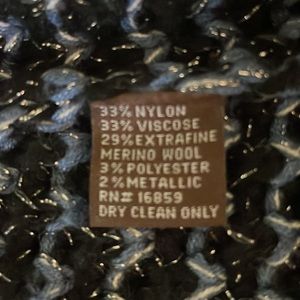 33% NYLON
33% VISCOSE
29% EXTRAFINE
MERINO WOOL
3% POLYESTER
2% METALLIC
RN# 16859
DRY CLEAN ONLY